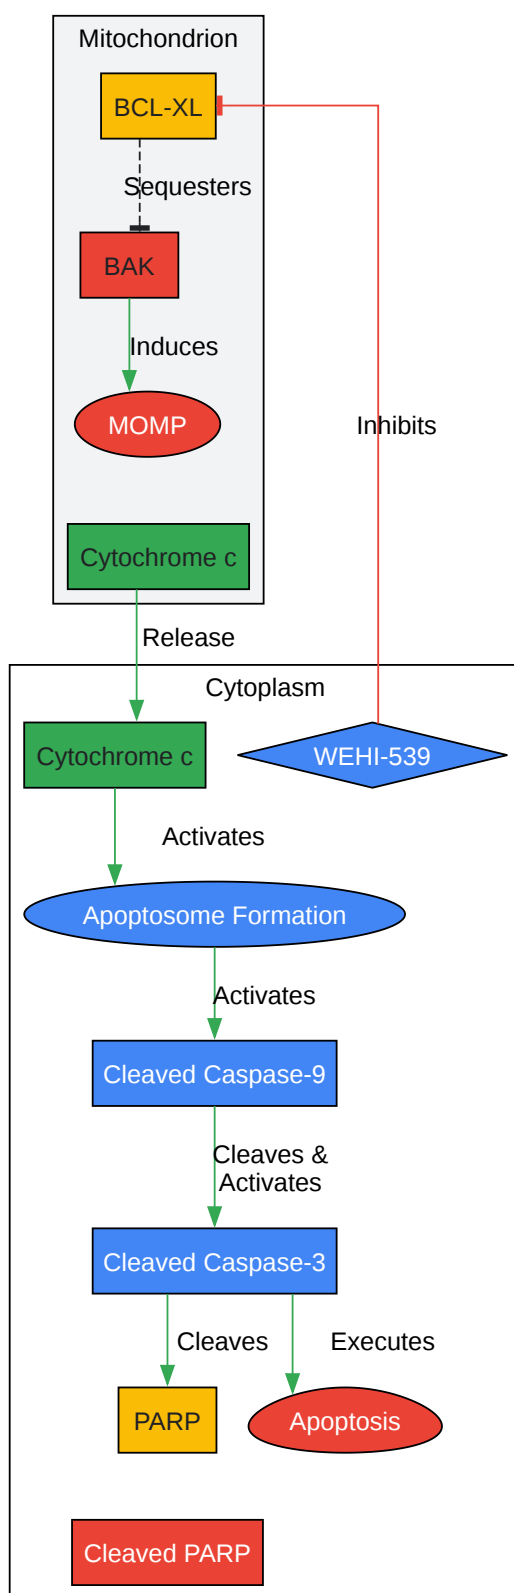 Mitochondrion
BCL-XL
Sequesters
BAK
Induces
MOMP
Inhibits
Cytochrome c
Release
Cytoplasm
Cytochrome c
WEHI-539
Activates
Apoptosome Formation
Activates
Cleaved Caspase-9
Cleaves &
Activates
Cleaved Caspase-3
Cleaves
Executes
PARP
Apoptosis
Cleaved PARP